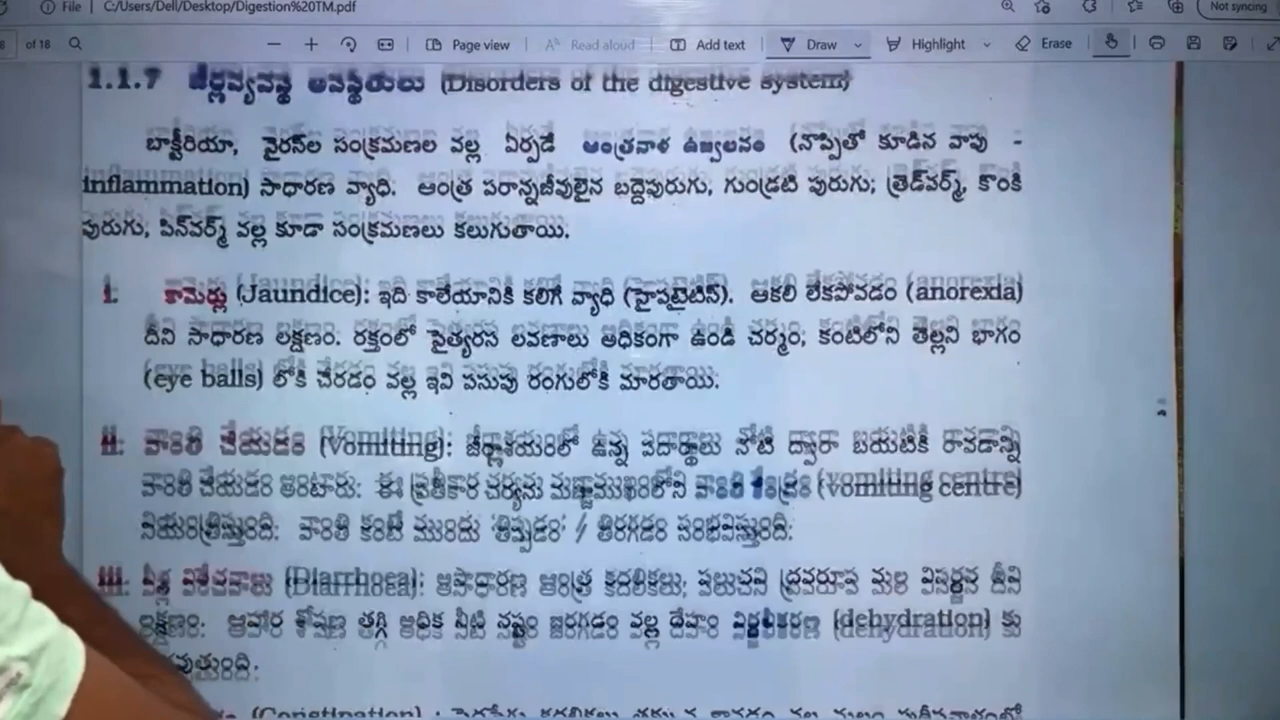 File | C:/Users/Dell/Desktop/Digestion%20TM.pdf Not syncing
of 18 Page view Read aloud Add text Draw Highlight Erase
1.1.7 జీర్ణవ్యవస్థ అపస్థితులు (Disorders of the digestive system)
బాక్టీరియా, వైరస్‌ల సంక్రమణల వల్ల ఏర్పడే ఆంత్రనాళ ఉజ్వలనం (నొప్పితో కూడిన వాపు -
inflammation) సాధారణ వ్యాధి. ఆంత్ర పరాన్నజీవులైన బద్దెపురుగు, గుండ్రటి పురుగు, త్రెడ్‌వర్మ్, కొంకి
పురుగు, పిన్‌వర్మ్ వల్ల కూడా సంక్రమణలు కలుగుతాయి.
i. కామెర్లు (Jaundice): ఇది కాలేయానికి కలిగే వ్యాధి (హైపటైటిస్). ఆకలి లేకపోవడం (anorexia)
దీని సాధారణ లక్షణం. రక్తంలో పైత్యరస లవణాలు అధికంగా ఉండి చర్మం, కంటిలోని తెల్లని భాగం
(eye balls) లోకి చేరడం వల్ల ఇవి పసుపు రంగులోకి మారతాయి.
ii. వాంతి చేయడం (Vomiting): జీర్ణాశయంలో ఉన్న పదార్థాలు నోటి ద్వారా బయటికి రావడాన్ని
వాంతి చేయడం అంటారు. ఈ ప్రతీకార చర్యను మజ్జాముఖంలోని వాంతి కేంద్రం (vomiting centre)
నియంత్రిస్తుంది. వాంతి కంటే ముందు 'తిప్పడం' / తిరగడం సంభవిస్తుంది.
iii. నీళ్ల విరేచనాలు (Diarrhoea): అసాధారణ ఆంత్ర కదలికలు, పలుచని ద్రవరూప మల విసర్జన దీని
లక్షణం. ఆహార శోషణ తగ్గి అధిక నీటి నష్టం జరగడం వల్ల దేహం నిర్జలీకరణ (dehydration) కు
(Constipation) :